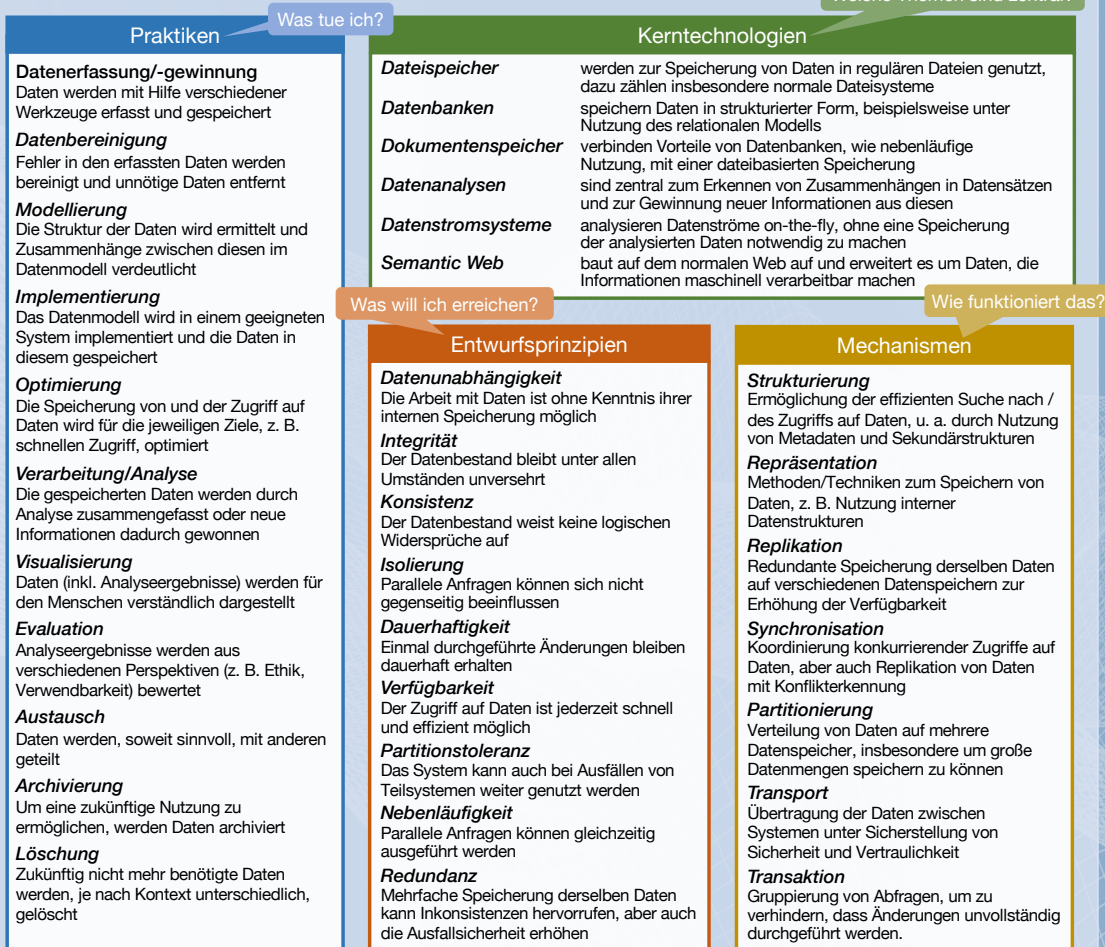 Was tue ich?
Praktiken
Datenerfassung/-gewinnung
Daten werden mit Hilfe verschiedener
Werkzeuge erfasst und gespeichert
Datenbereinigung
Fehler in den erfassten Daten werden
bereinigt und unnötige Daten entfernt
Modellierung
Die Struktur der Daten wird ermittelt und
Zusammenhänge zwischen diesen im
Datenmodell verdeutlicht
Implementierung
Das Datenmodell wird in einem geeigneten
System implementiert und die Daten in
diesem gespeichert
Optimierung
Die Speicherung von und der Zugriff auf
Daten wird für die jeweiligen Ziele, z. B.
schnellen Zugriff, optimiert
Verarbeitung/Analyse
Die gespeicherten Daten werden durch
Analyse zusammengefasst oder neue
Informationen dadurch gewonnen
Visualisierung
Daten (inkl. Analyseergebnisse) werden für
den Menschen verständlich dargestellt
Evaluation
Analyseergebnisse werden aus
verschiedenen Perspektiven (z. B. Ethik,
Verwendbarkeit) bewertet
Austausch
Daten werden, soweit sinnvoll, mit anderen
geteilt
Archivierung
Um eine zukünftige Nutzung zu
ermöglichen, werden Daten archiviert
Löschung
Zukünftig nicht mehr benötigte Daten
werden, je nach Kontext unterschiedlich,
gelöscht
Welche Themen sind zentral?
Kerntechnologien
Dateispeicher werden zur Speicherung von Daten in regulären Dateien genutzt,
dazu zählen insbesondere normale Dateisysteme
Datenbanken speichern Daten in strukturierter Form, beispielsweise unter
Nutzung des relationalen Modells
Dokumentenspeicher verbinden Vorteile von Datenbanken, wie nebenläufige
Nutzung, mit einer dateibasierten Speicherung
Datenanalysen sind zentral zum Erkennen von Zusammenhängen in Datensätzen
und zur Gewinnung neuer Informationen aus diesen
Datenstromsysteme analysieren Datenströme on-the-fly, ohne eine Speicherung
der analysierten Daten notwendig zu machen
Semantic Web baut auf dem normalen Web auf und erweitert es um Daten, die
Informationen maschinell verarbeitbar machen
Was will ich erreichen?
Entwurfsprinzipien
Datenunabhängigkeit
Die Arbeit mit Daten ist ohne Kenntnis ihrer
internen Speicherung möglich
Integrität
Der Datenbestand bleibt unter allen
Umständen unversehrt
Konsistenz
Der Datenbestand weist keine logischen
Widersprüche auf
Isolierung
Parallele Anfragen können sich nicht
gegenseitig beeinflussen
Dauerhaftigkeit
Einmal durchgeführte Änderungen bleiben
dauerhaft erhalten
Verfügbarkeit
Der Zugriff auf Daten ist jederzeit schnell
und effizient möglich
Partitionstoleranz
Das System kann auch bei Ausfällen von
Teilsystemen weiter genutzt werden
Nebenläufigkeit
Parallele Anfragen können gleichzeitig
ausgeführt werden
Redundanz
Mehrfache Speicherung derselben Daten
kann Inkonsistenzen hervorrufen, aber auch
die Ausfallsicherheit erhöhen
Wie funktioniert das?
Mechanismen
Strukturierung
Ermöglichung der effizienten Suche nach /
des Zugriffs auf Daten, u. a. durch Nutzung
von Metadaten und Sekundärstrukturen
Repräsentation
Methoden/Techniken zum Speichern von
Daten, z. B. Nutzung interner
Datenstrukturen
Replikation
Redundante Speicherung derselben Daten
auf verschiedenen Datenspeichern zur
Erhöhung der Verfügbarkeit
Synchronisation
Koordinierung konkurrierender Zugriffe auf
Daten, aber auch Replikation von Daten
mit Konflikterkennung
Partitionierung
Verteilung von Daten auf mehrere
Datenspeicher, insbesondere um große
Datenmengen speichern zu können
Transport
Übertragung der Daten zwischen
Systemen unter Sicherstellung von
Sicherheit und Vertraulichkeit
Transaktion
Gruppierung von Abfragen, um zu
verhindern, dass Änderungen unvollständig
durchgeführt werden.